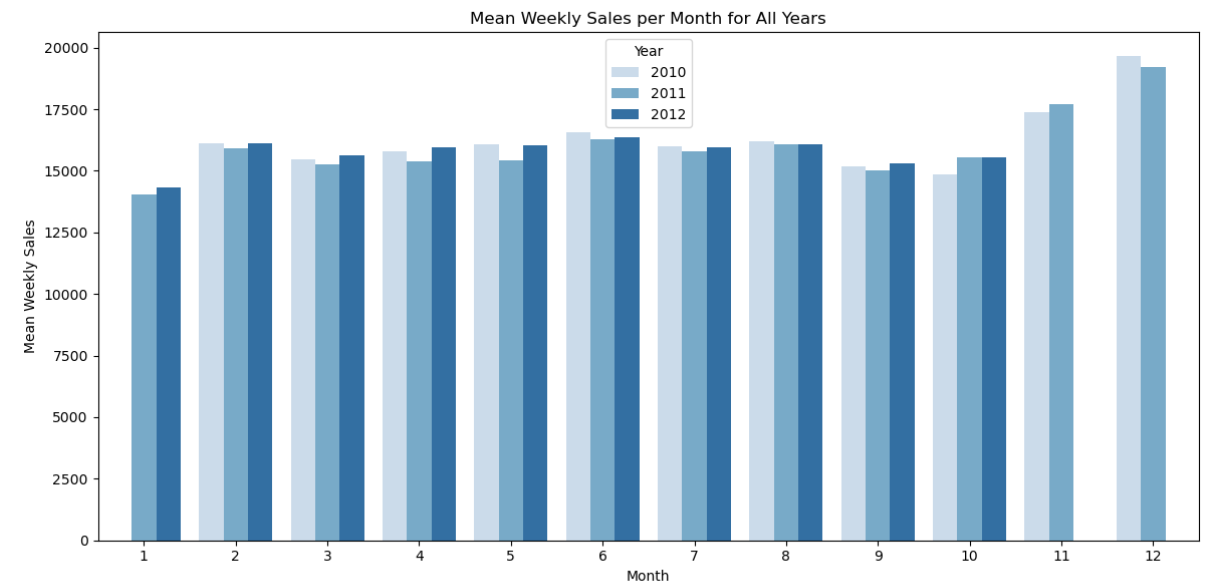 Mean Weekly Sales per Month for All Years
Year
2010
2011
2012
20000
17500
15000
12500
10000
7500
5000
2500
0
Mean Weekly Sales
1 2 3 4 5 6 7 8 9 10 11 12
Month